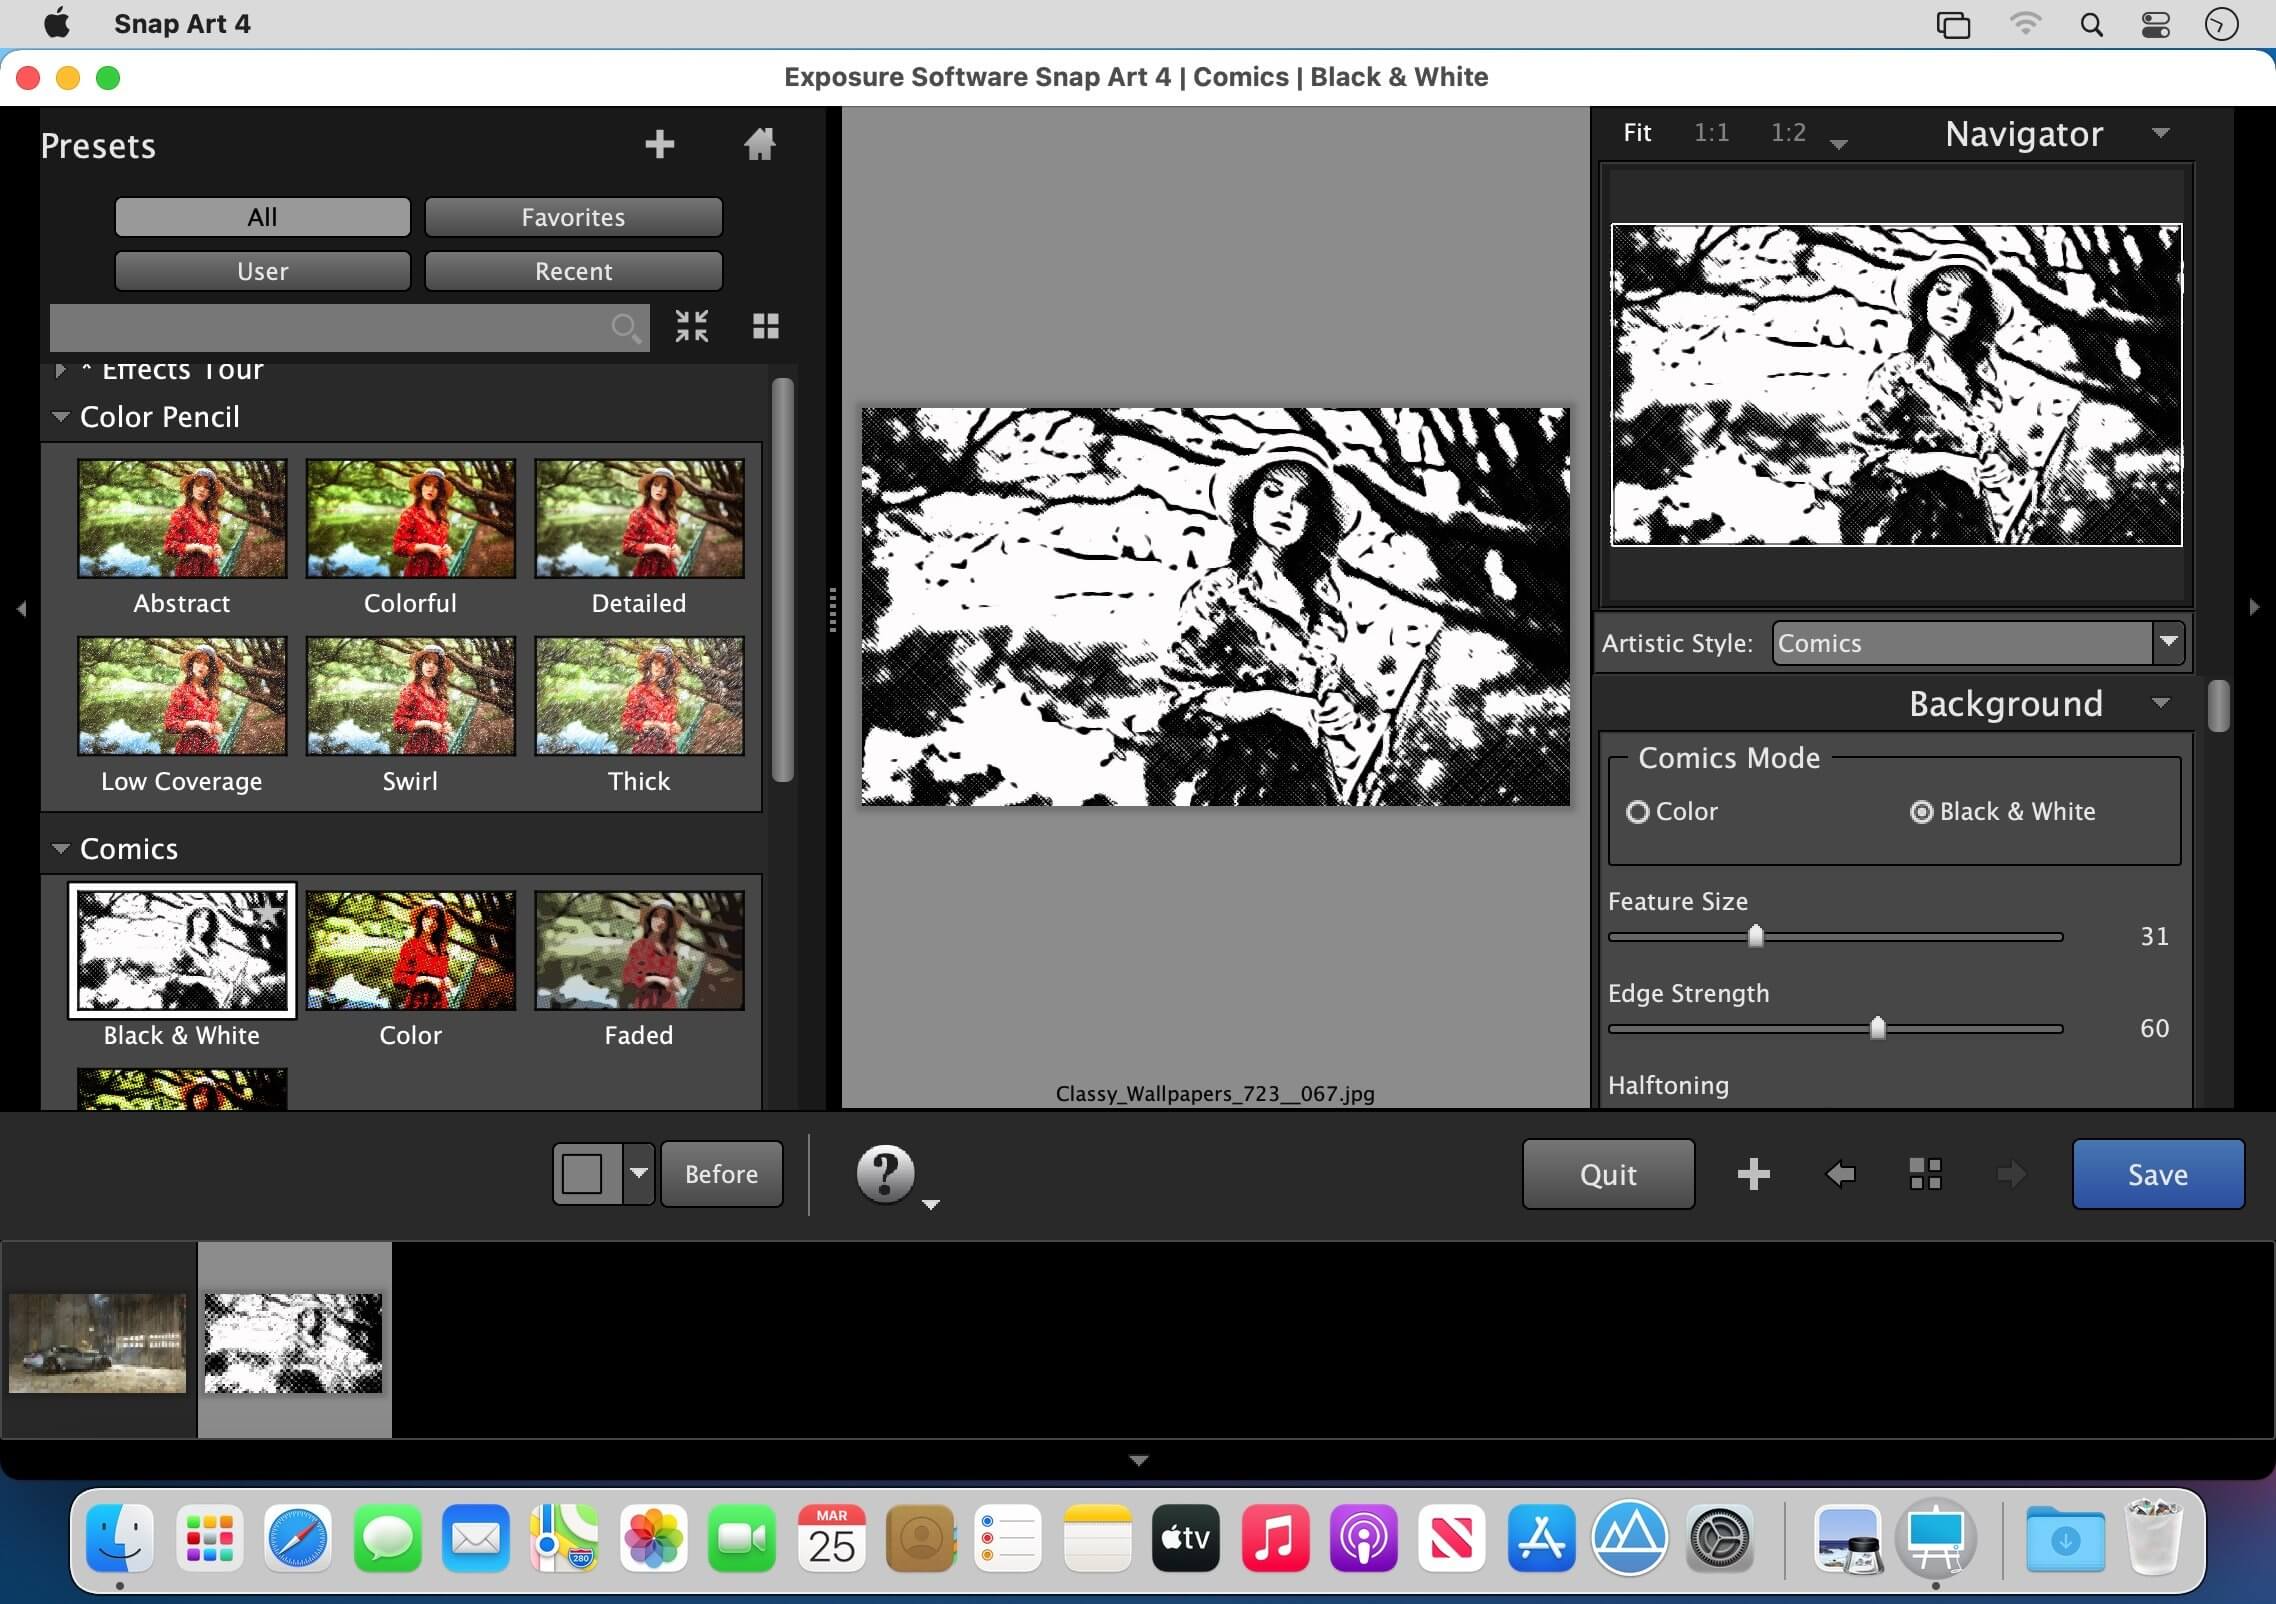 Snap Art 4
Exposure Software Snap Art 4 | Comics | Black & White
Presets
All
Favorites
User
Recent
^ Effects Tour
Color Pencil
Abstract
Colorful
Detailed
Low Coverage
Swirl
Thick
Comics
Black & White
Color
Faded
Classy_Wallpapers_723__067.jpg
Fit 1:1 1:2 Navigator
Artistic Style: Comics
Background
Comics Mode
Color
Black & White
Feature Size
31
Edge Strength
60
Halftoning
Before
?
Quit
Save
280
MAR
25
tv